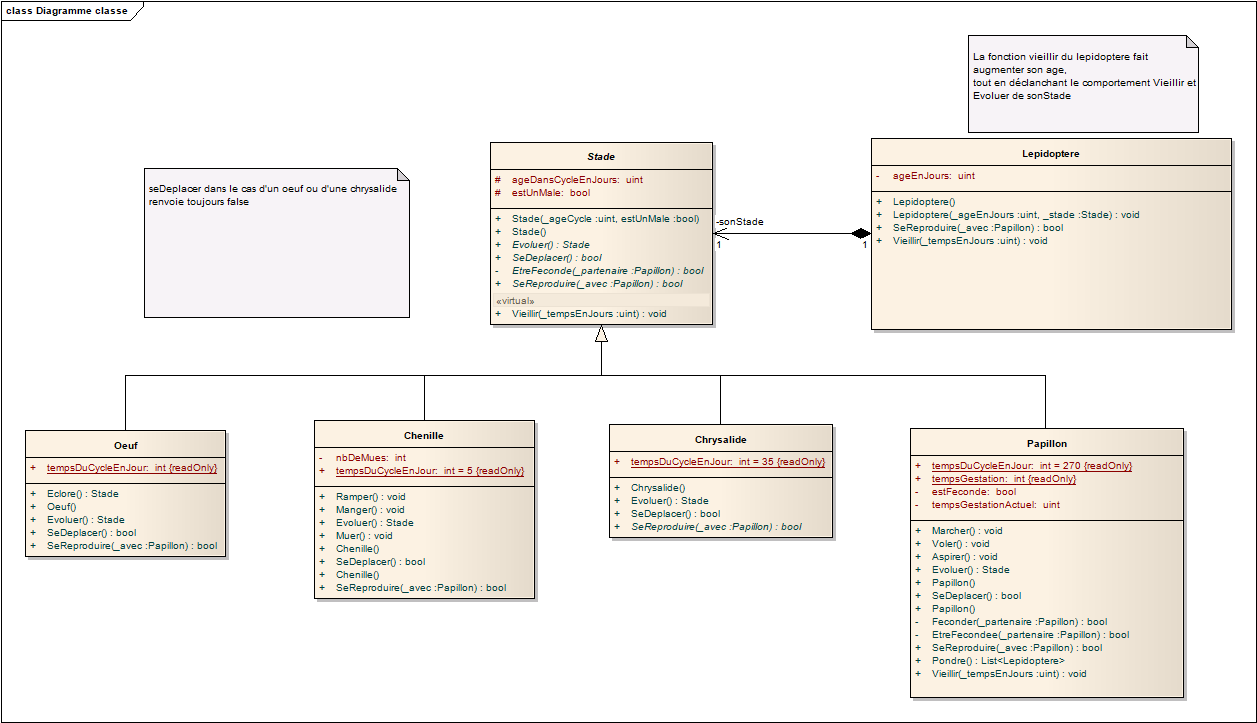 class Diagramme classe
La fonction vieillir du lepidoptere fait
augmenter son age,
tout en déclanchant le comportement Vieillir et
Evoluer de sonStade
seDeplacer dans le cas d'un oeuf ou d'une chrysalide
renvoie toujours false
Stade
# ageDansCycleEnJours: uint
# estUnMale: bool
+ Stade(_ageCycle :uint, estUnMale :bool)
+ Stade()
+ Evoluer() : Stade
+ SeDeplacer() : bool
- EtreFeconde(_partenaire :Papillon) : bool
+ SeReproduire(_avec :Papillon) : bool
«virtual»
+ Vieillir(_tempsEnJours :uint) : void
-sonStade
1
1
Lepidoptere
- ageEnJours: uint
+ Lepidoptere()
+ Lepidoptere(_ageEnJours :uint, _stade :Stade) : void
+ SeReproduire(_avec :Papillon) : bool
+ Vieillir(_tempsEnJours :uint) : void
Oeuf
+ tempsDuCycleEnJour: int {readOnly}
+ Eclore() : Stade
+ Oeuf()
+ Evoluer() : Stade
+ SeDeplacer() : bool
+ SeReproduire(_avec :Papillon) : bool
Chenille
- nbDeMues: int
+ tempsDuCycleEnJour: int = 5 {readOnly}
+ Ramper() : void
+ Manger() : void
+ Evoluer() : Stade
+ Muer() : void
+ Chenille()
+ SeDeplacer() : bool
+ Chenille()
+ SeReproduire(_avec :Papillon) : bool
Chrysalide
+ tempsDuCycleEnJour: int = 35 {readOnly}
+ Chrysalide()
+ Evoluer() : Stade
+ SeDeplacer() : bool
+ SeReproduire(_avec :Papillon) : bool
Papillon
+ tempsDuCycleEnJour: int = 270 {readOnly}
+ tempsGestation: int {readOnly}
- estFeconde: bool
- tempsGestationActuel: uint
+ Marcher() : void
+ Voler() : void
+ Aspirer() : void
+ Evoluer() : Stade
+ Papillon()
+ SeDeplacer() : bool
+ Papillon()
- Feconder(_partenaire :Papillon) : bool
- EtreFecondee(_partenaire :Papillon) : bool
+ SeReproduire(_avec :Papillon) : bool
+ Pondre() : List<Lepidoptere>
+ Vieillir(_tempsEnJours :uint) : void